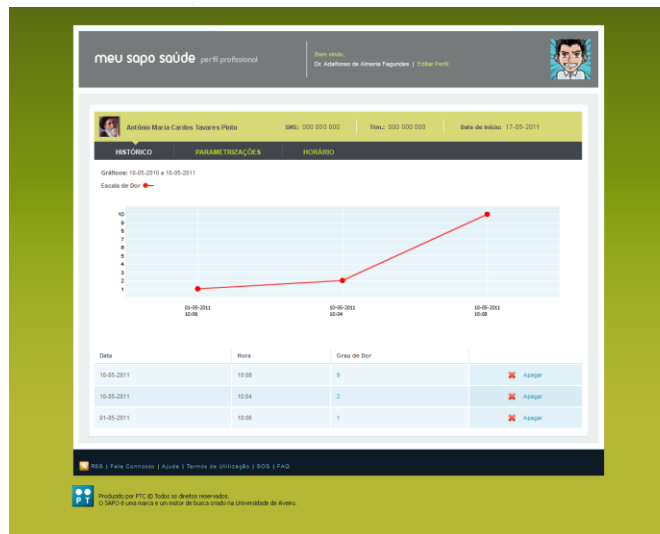 meu sapo saúde perfil profissional
Bem vindo,
Dr. Adalfonso de Almeria Fagundes | Editar Perfil
António Maria Carlos Tavares Pinto SNS: 000 000 000 Tlm.: 000 000 000 Data de início: 17-05-2011
HISTÓRICO PARAMETRIZAÇÕES HORÁRIO
Gráficos: 10-05-2010 a 10-05-2011
Escala de Dor
10
9
8
7
6
5
4
3
2
1
01-05-2011 10-05-2011 10-05-2011
10:06 10:04 10:08
Data Hora Grau de Dor
10-05-2011 10:08 9 Apagar
10-05-2011 10:04 2 Apagar
01-05-2011 10:06 1 Apagar
RSS | Fale Connosco | Ajuda | Termos de Utilização | SOS | FAQ
PT
Produzido por PTC © Todos os direitos reservados.
O SAPO é uma marca e um motor de busca criado na Universidade de Aveiro.